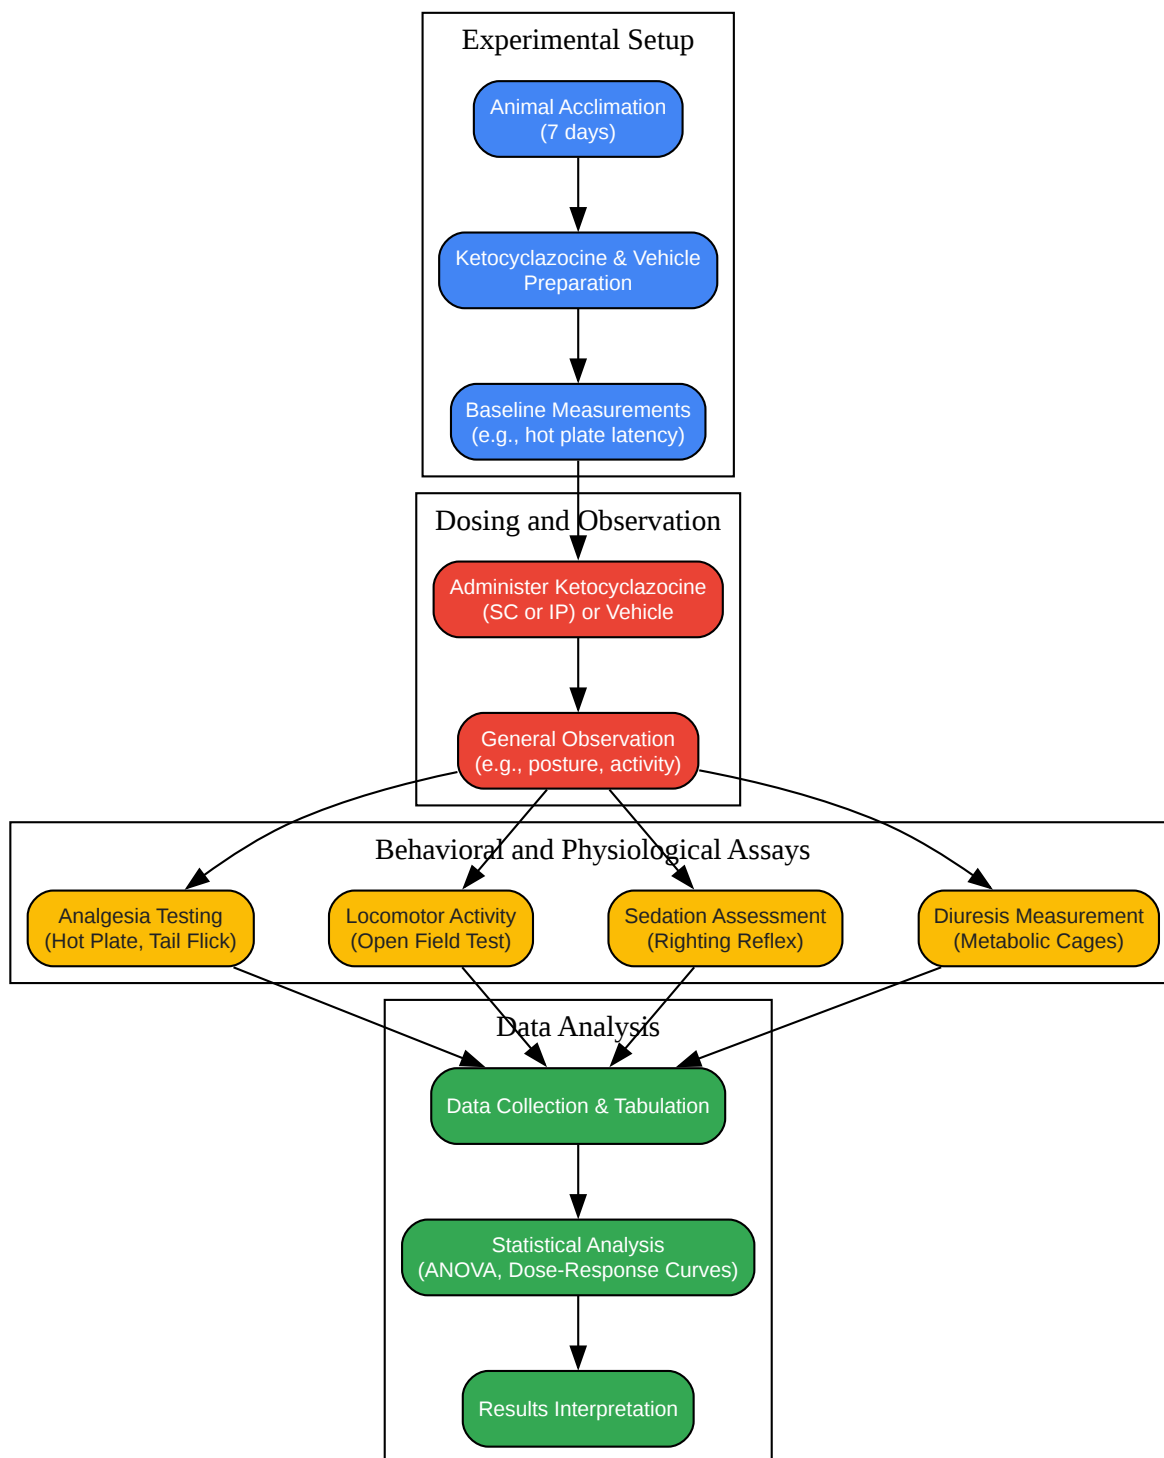 Experimental Setup
Animal Acclimation
(7 days)
Ketocyclazocine & Vehicle
Preparation
Baseline Measurements
(e.g., hot plate latency)
Dosing and Observation
Administer Ketocyclazocine
(SC or IP) or Vehicle
General Observation
(e.g., posture, activity)
Behavioral and Physiological Assays
Analgesia Testing
(Hot Plate, Tail Flick)
Locomotor Activity
(Open Field Test)
Sedation Assessment
(Righting Reflex)
Diuresis Measurement
(Metabolic Cages)
Data Analysis
Data Collection & Tabulation
Statistical Analysis
(ANOVA, Dose-Response Curves)
Results Interpretation